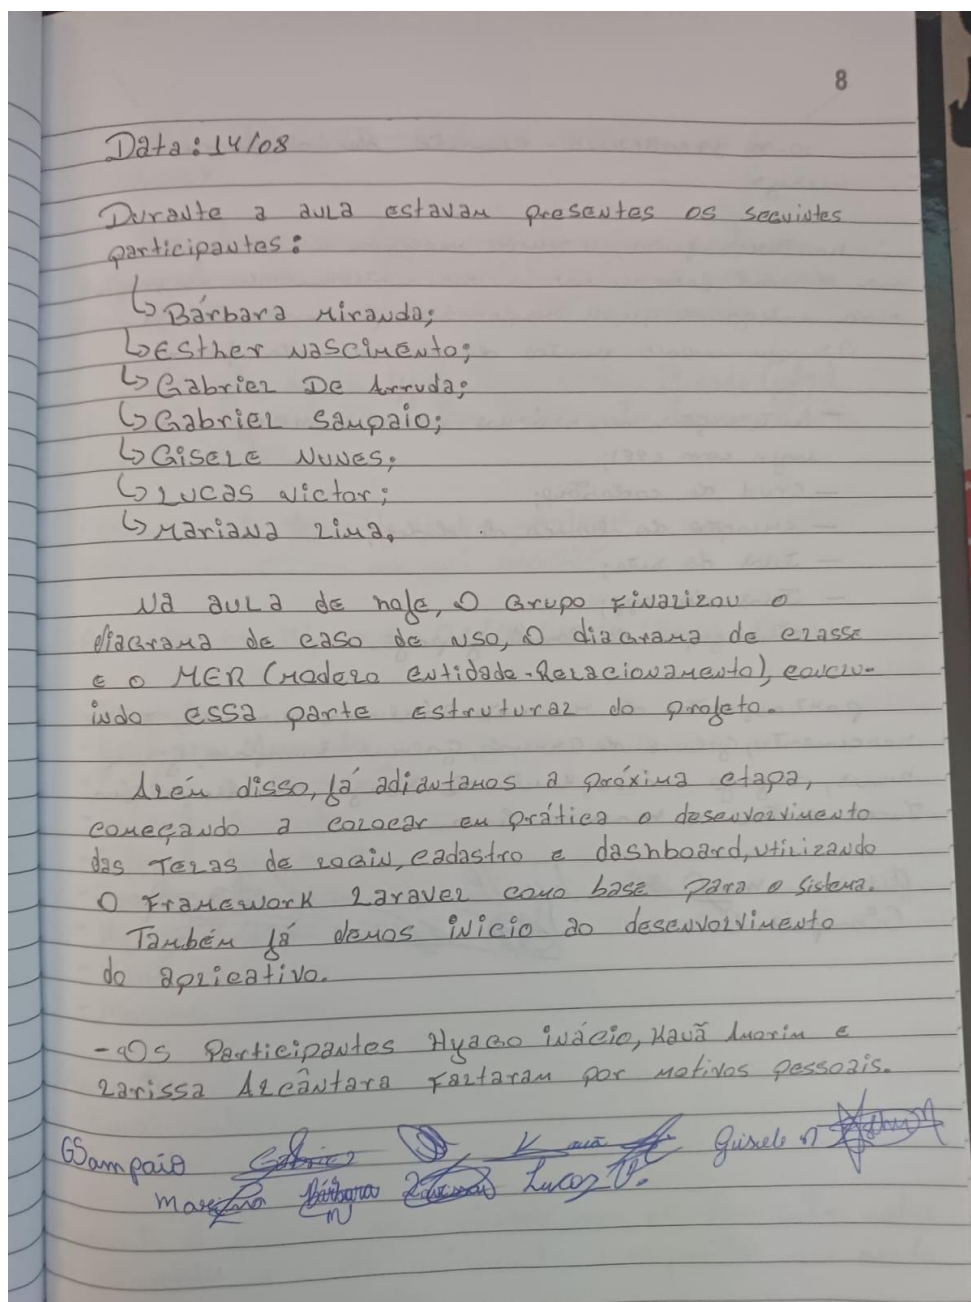 8
Data: 14/08
Durante a aula estavam presentes os seguintes
participantes:
↳ Bárbara Miranda;
↳ Esther Nascimento;
↳ Gabriel De Arruda;
↳ Gabriel Sampaio;
↳ Gisele Nunes;
↳ Lucas Victor;
↳ Mariana Lima.
Na aula de hoje, o Grupo Finalizou o
diagrama de caso de uso, o diagrama de classe
e o MER (Modelo Entidade-Relacionamento), conclu-
indo essa parte estrutural do projeto.
Além disso, já adiantamos a próxima etapa,
começando a colocar em prática o desenvolvimento
das Telas de login, cadastro e dashboard, utilizando
o Framework Laravel como base para o sistema.
Também já demos início ao desenvolvimento
do aplicativo.
- Os Participantes Hyago Inácio, Kauã Amorim e
Larissa Alcântara Faltaram por motivos pessoais.
GSampaio Gabriel Kauã Gisele N
Bárbara M Lucas V.